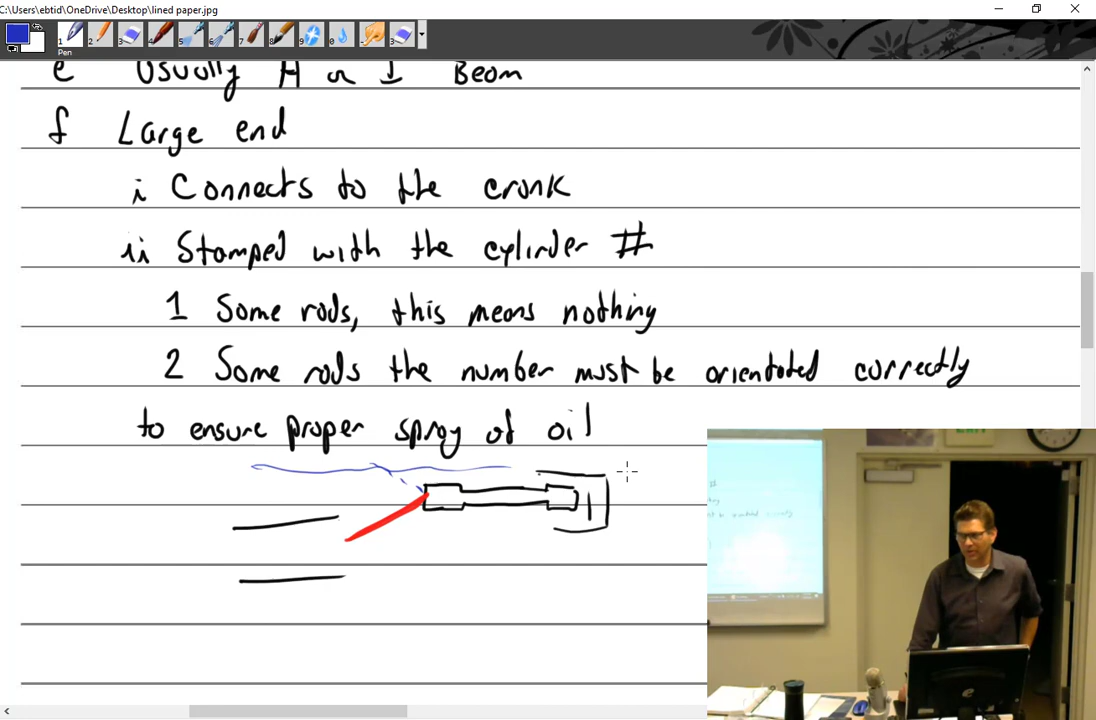 C:\Users\ebtid\OneDrive\Desktop\lined paper.jpg
Pen
e Usually H or I Beam
f Large end
i Connects to the crank
ii Stamped with the cylinder #
1 Some rods, this means nothing
2 Some rods the number must be orientated correctly
to ensure proper spray of oil